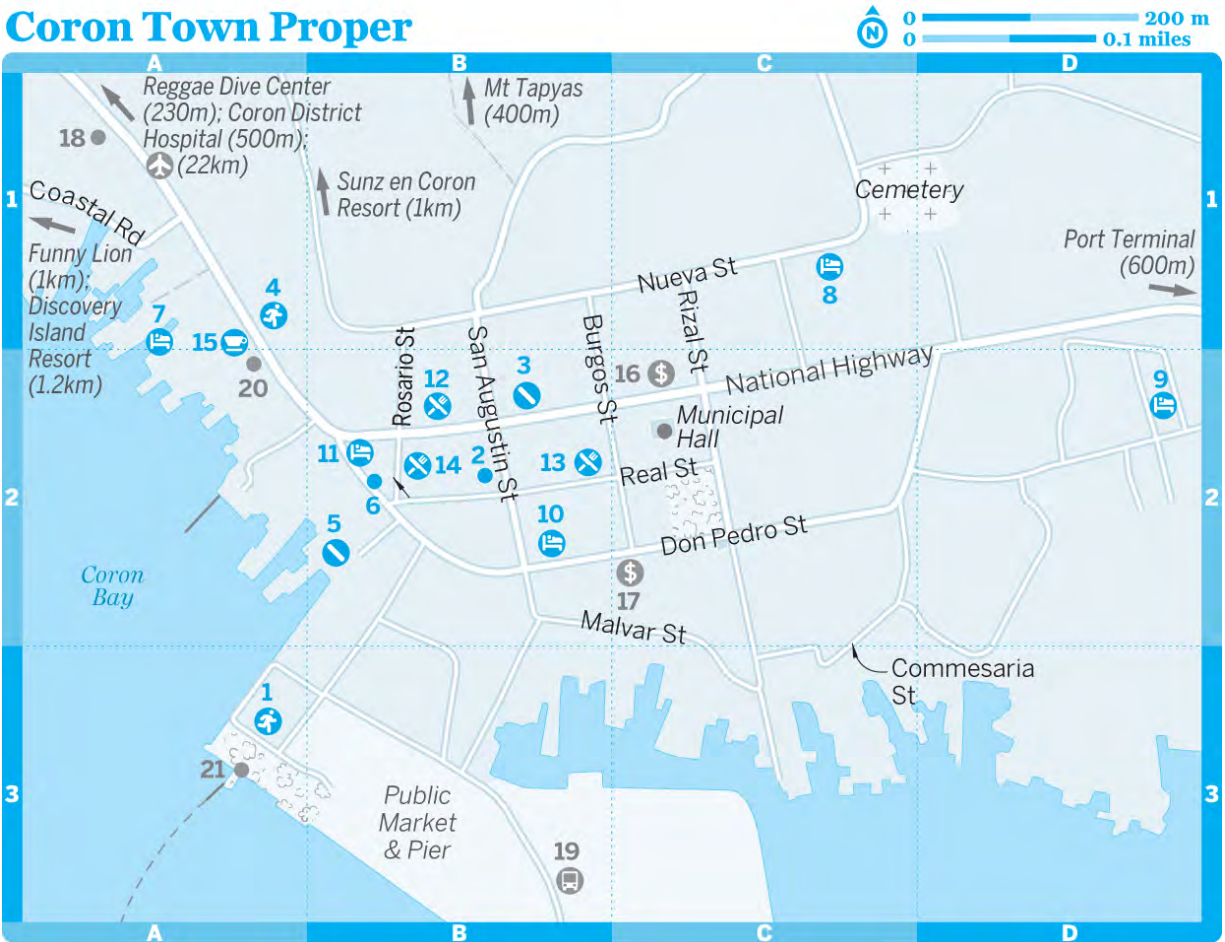 Coron Town Proper
N
0 200 m
0 0.1 miles
A B C D
Reggae Dive Center
(230m); Coron District
Hospital (500m);
(22km)
Mt Tapyas
(400m)
18
Sunz en Coron
Resort (1km)
Cemetery
1 1
Coastal Rd
Funny Lion
(1km);
Discovery
Island
Resort
(1.2km)
Port Terminal
(600m)
Nueva St
4
7
15
8
Rizal St
Burgos St
San Augustin St
Rosario St
20
12
3
16
$
National Highway
9
Municipal
Hall
11
14
2
13
Real St
6
2 2
5
10
Don Pedro St
$
17
Coron
Bay
Malvar St
Commesaria
St
1
21
3 3
Public
Market
& Pier
19
A B C D